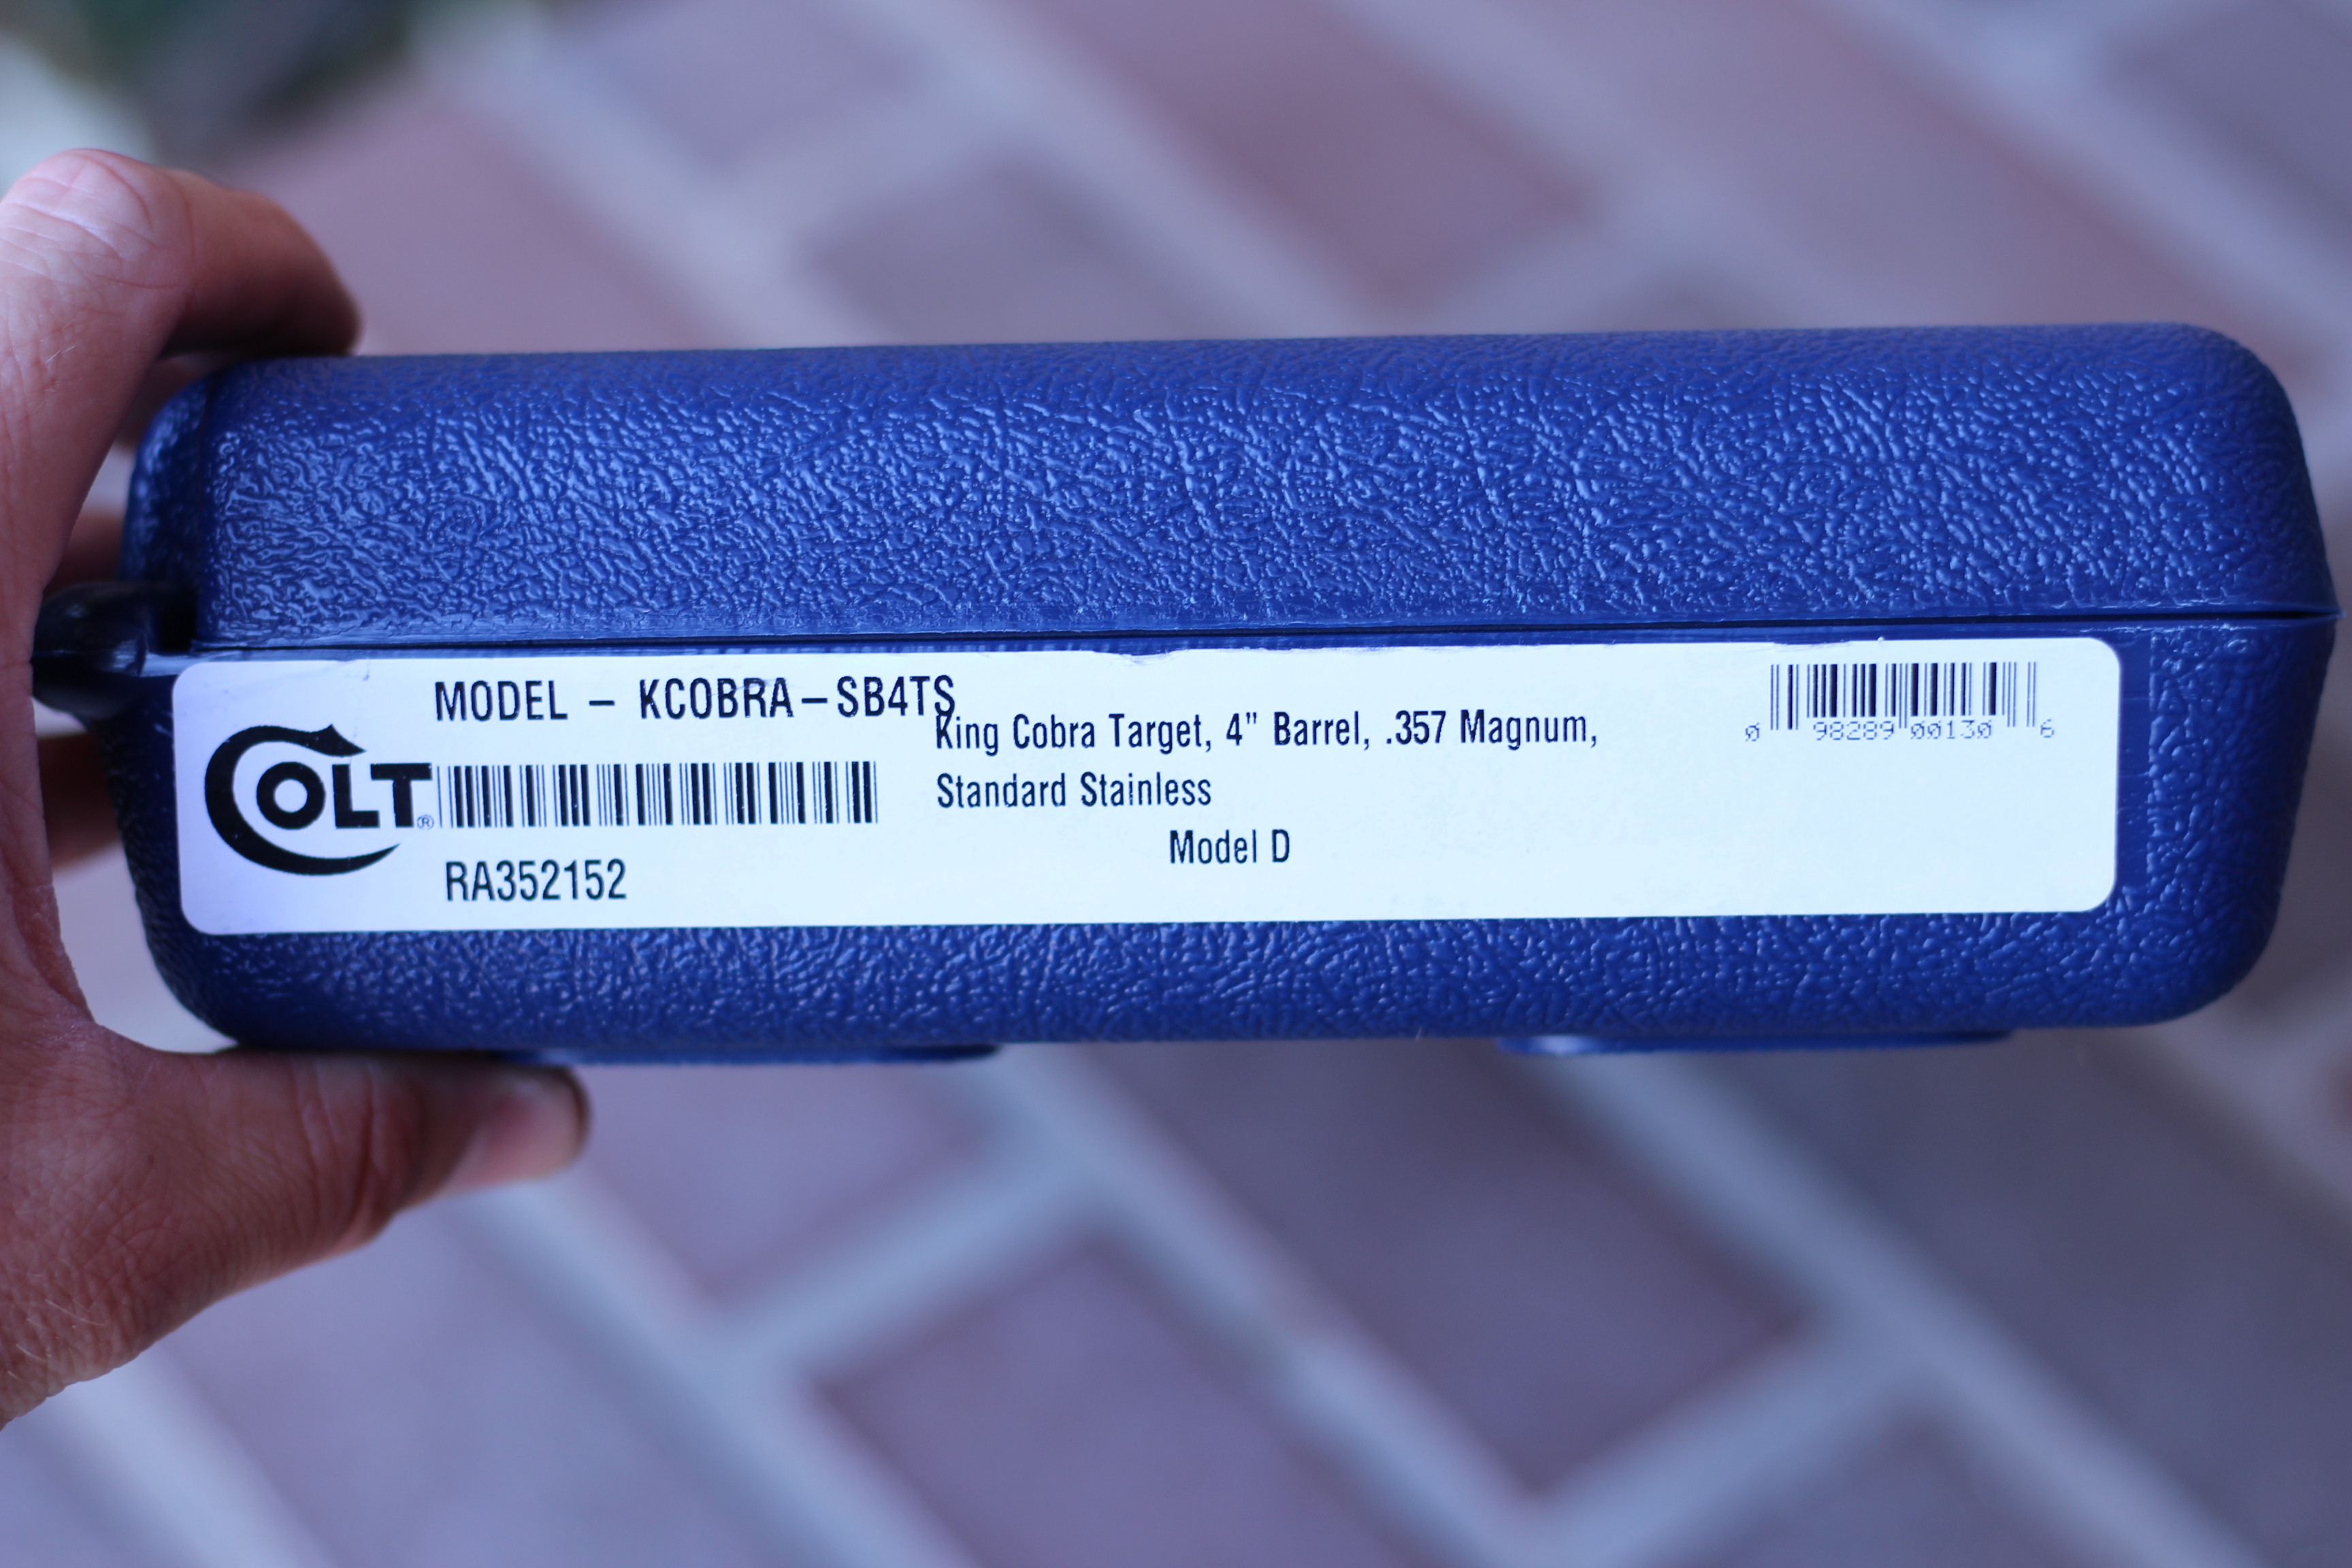 MODEL – KCOBRA – SB4TS
COLT®
RA352152
King Cobra Target, 4" Barrel, .357 Magnum,
Standard Stainless
Model D
0 98289 00130 6